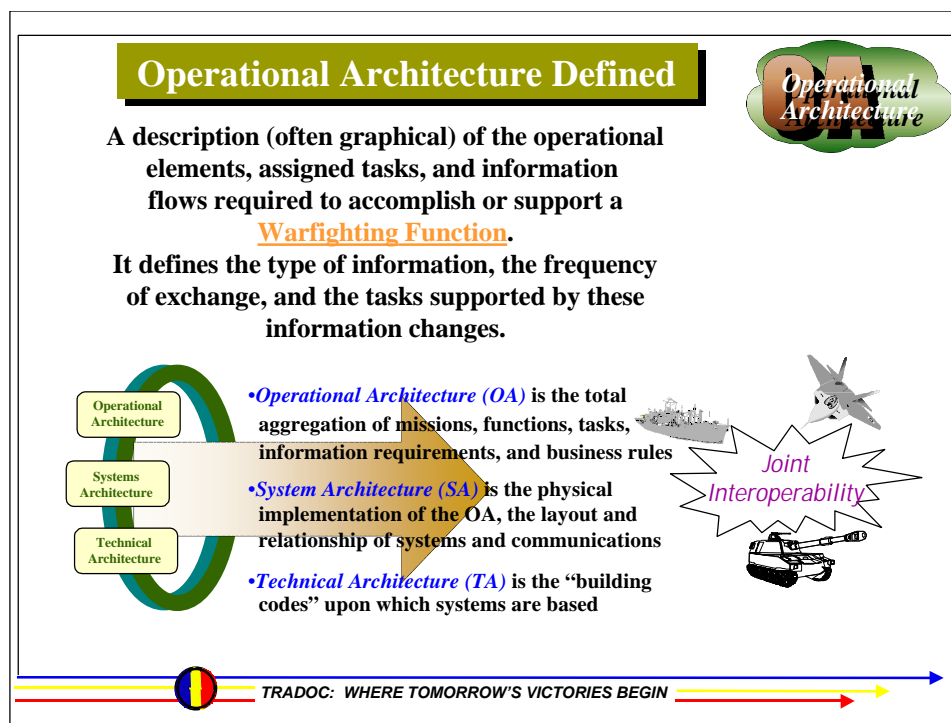 Operational Architecture Defined
OA
Operational
Architecture
A description (often graphical) of the operational
elements, assigned tasks, and information
flows required to accomplish or support a
Warfighting Function.
It defines the type of information, the frequency
of exchange, and the tasks supported by these
information changes.
Operational
Architecture
Systems
Architecture
Technical
Architecture
•Operational Architecture (OA) is the total
aggregation of missions, functions, tasks,
information requirements, and business rules
•System Architecture (SA) is the physical
implementation of the OA, the layout and
relationship of systems and communications
•Technical Architecture (TA) is the “building
codes” upon which systems are based
Joint
Interoperability
TRADOC: WHERE TOMORROW'S VICTORIES BEGIN